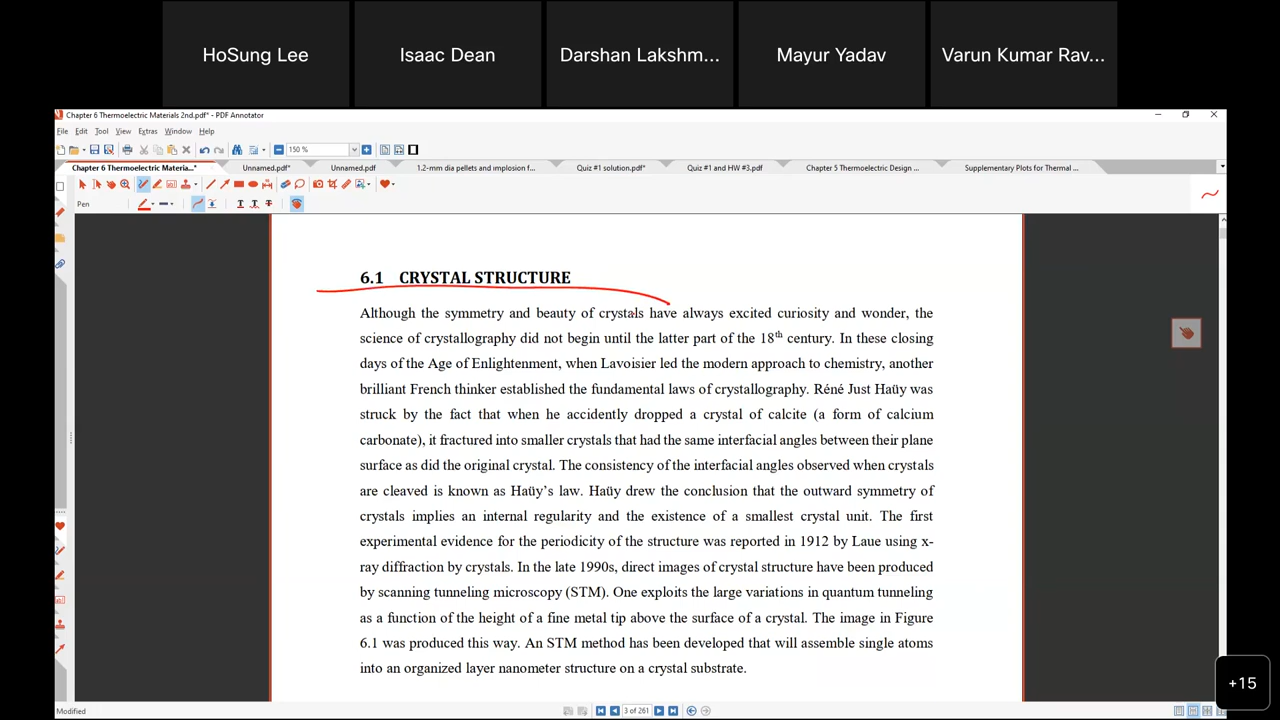 HoSung Lee
Isaac Dean
Darshan Lakshm...
Mayur Yadav
Varun Kumar Rav...
Chapter 6 Thermoelectric Materials 2nd.pdf* - PDF Annotator
File Edit Tool View Extras Window Help
150 %
Chapter 6 Thermoelectric Materia...*
Unnamed.pdf*
Unnamed.pdf
1.2-mm dia pellets and implosion f...
Quiz #1 solution.pdf*
Quiz #1 and HW #3.pdf
Chapter 5 Thermoelectric Design ...
Supplementary Plots for Thermal ...
Pen
6.1 CRYSTAL STRUCTURE
Although the symmetry and beauty of crystals have always excited curiosity and wonder, the
science of crystallography did not begin until the latter part of the 18th century. In these closing
days of the Age of Enlightenment, when Lavoisier led the modern approach to chemistry, another
brilliant French thinker established the fundamental laws of crystallography. Réné Just Haüy was
struck by the fact that when he accidently dropped a crystal of calcite (a form of calcium
carbonate), it fractured into smaller crystals that had the same interfacial angles between their plane
surface as did the original crystal. The consistency of the interfacial angles observed when crystals
are cleaved is known as Haüy’s law. Haüy drew the conclusion that the outward symmetry of
crystals implies an internal regularity and the existence of a smallest crystal unit. The first
experimental evidence for the periodicity of the structure was reported in 1912 by Laue using x-
ray diffraction by crystals. In the late 1990s, direct images of crystal structure have been produced
by scanning tunneling microscopy (STM). One exploits the large variations in quantum tunneling
as a function of the height of a fine metal tip above the surface of a crystal. The image in Figure
6.1 was produced this way. An STM method has been developed that will assemble single atoms
into an organized layer nanometer structure on a crystal substrate.
+15
Modified
3 of 261